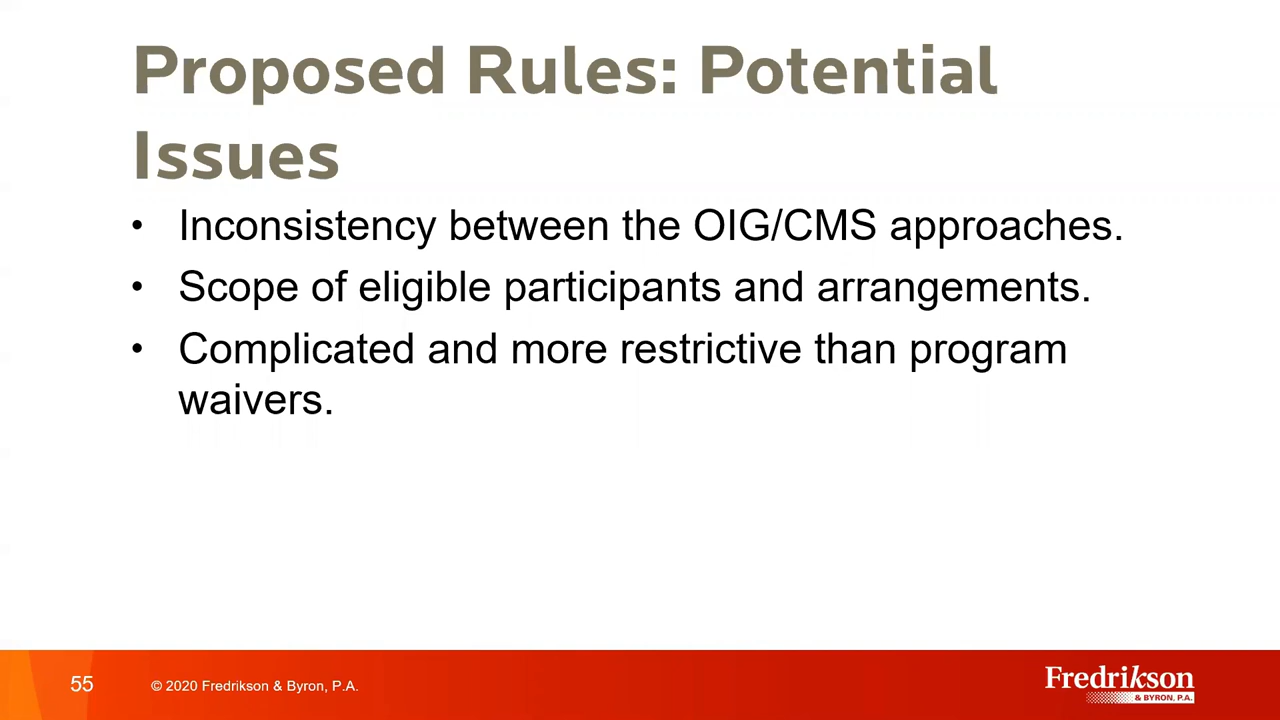 Proposed Rules: Potential
Issues
• Inconsistency between the OIG/CMS approaches.
• Scope of eligible participants and arrangements.
• Complicated and more restrictive than program
waivers.
55
© 2020 Fredrikson & Byron, P.A.
Fredrikson
& BYRON, P.A.